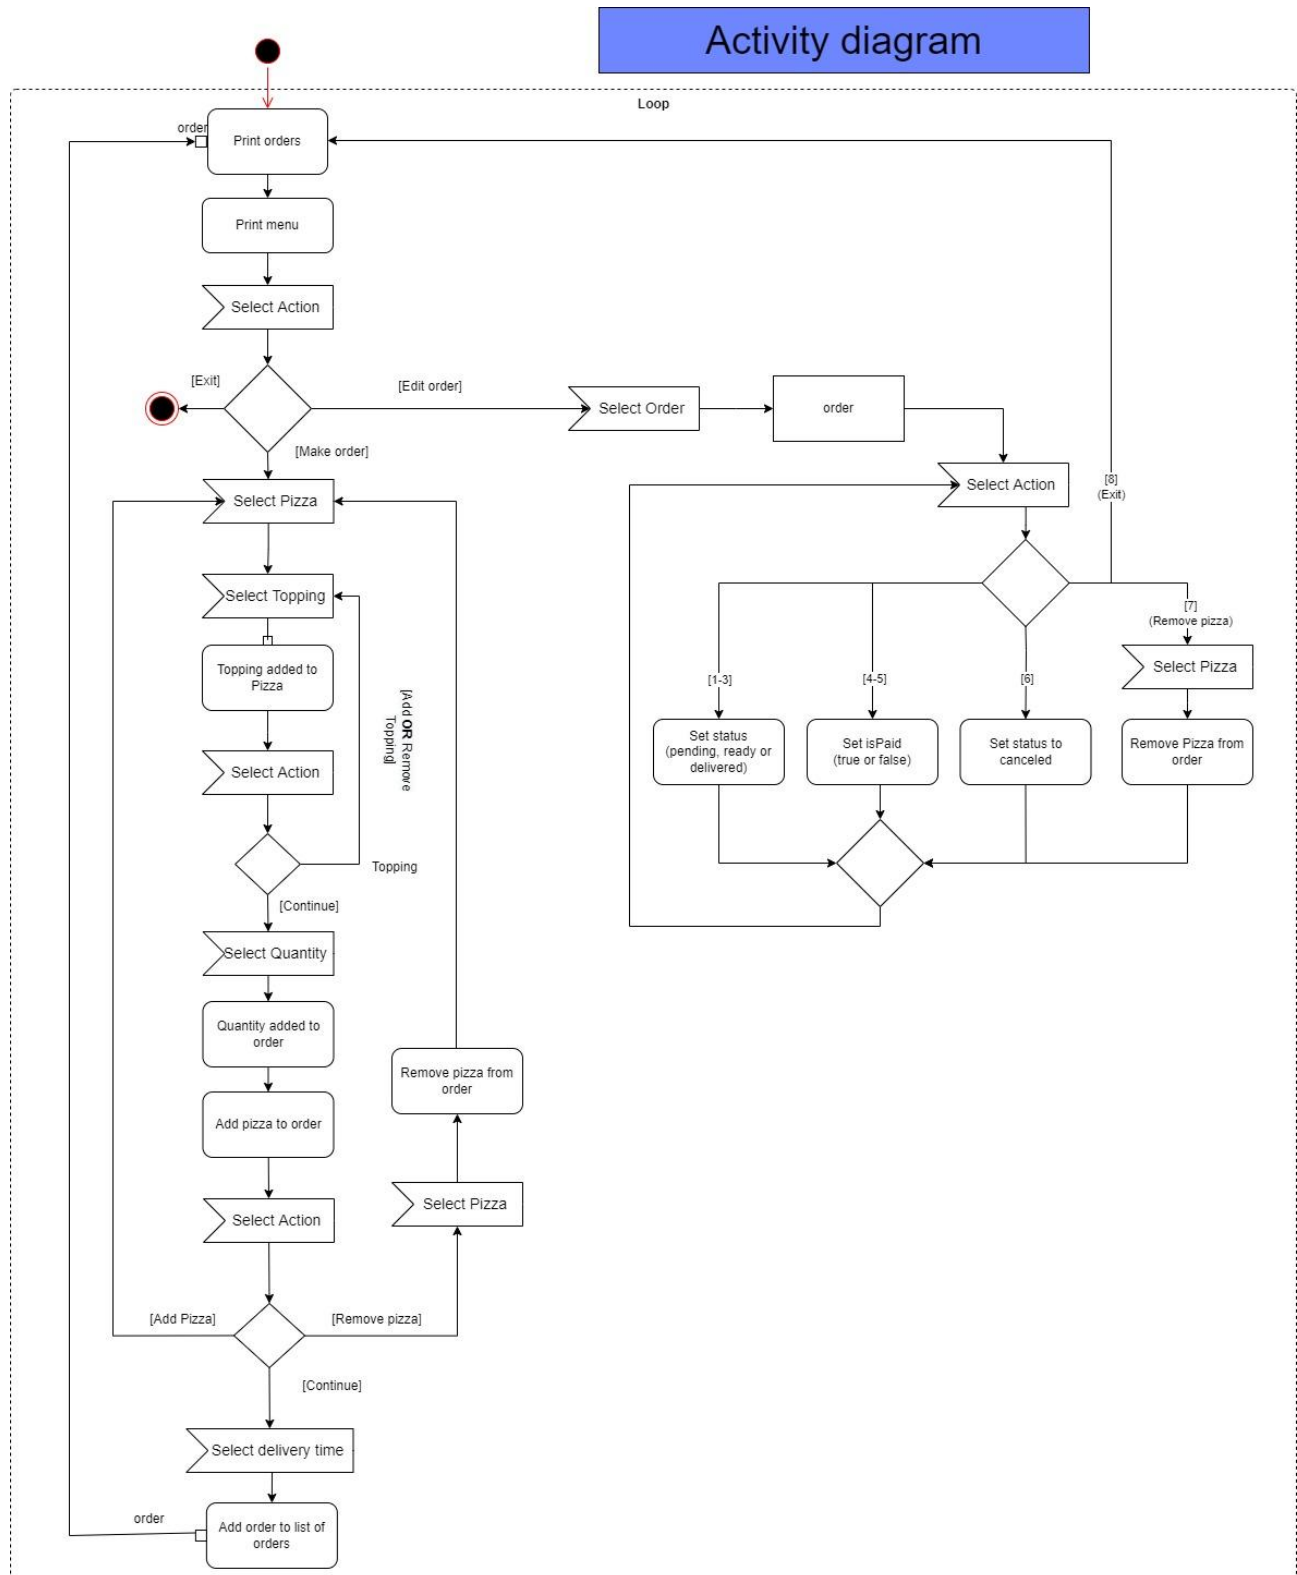 Activity diagram
Loop
order
Print orders
Print menu
Select Action
[Exit]
[Edit order]
Select Order
order
[Make order]
Select Action
[8]
(Exit)
Select Pizza
Select Topping
[7]
(Remove pizza)
Topping added to
Pizza
Select Pizza
[1-3]
[4-5]
[6]
[Add OR Remove
Topping]
Set status
(pending, ready or
delivered)
Set isPaid
(true or false)
Set status to
canceled
Remove Pizza from
order
Select Action
Topping
[Continue]
Select Quantity
Quantity added to
order
Remove pizza from
order
Add pizza to order
Select Pizza
Select Action
[Add Pizza]
[Remove pizza]
[Continue]
Select delivery time
order
Add order to list of
orders